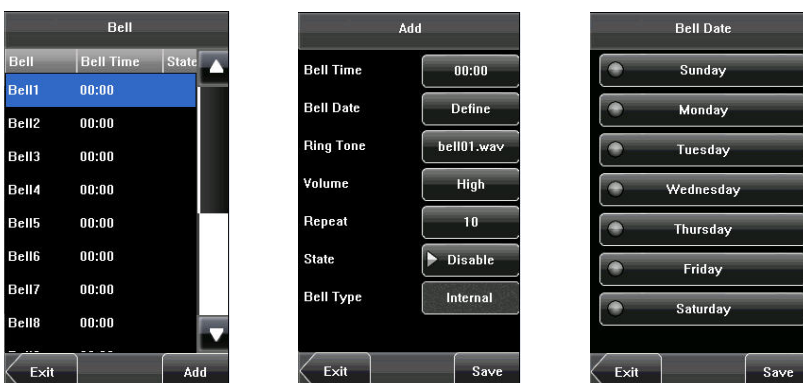 Bell
Bell Bell Time State
Bell1 00:00
Bell2 00:00
Bell3 00:00
Bell4 00:00
Bell5 00:00
Bell6 00:00
Bell7 00:00
Bell8 00:00
Exit Add
Add
Bell Time 00:00
Bell Date Define
Ring Tone bell01.wav
Volume High
Repeat 10
State Disable
Bell Type Internal
Exit Save
Bell Date
Sunday
Monday
Tuesday
Wednesday
Thursday
Friday
Saturday
Exit Save